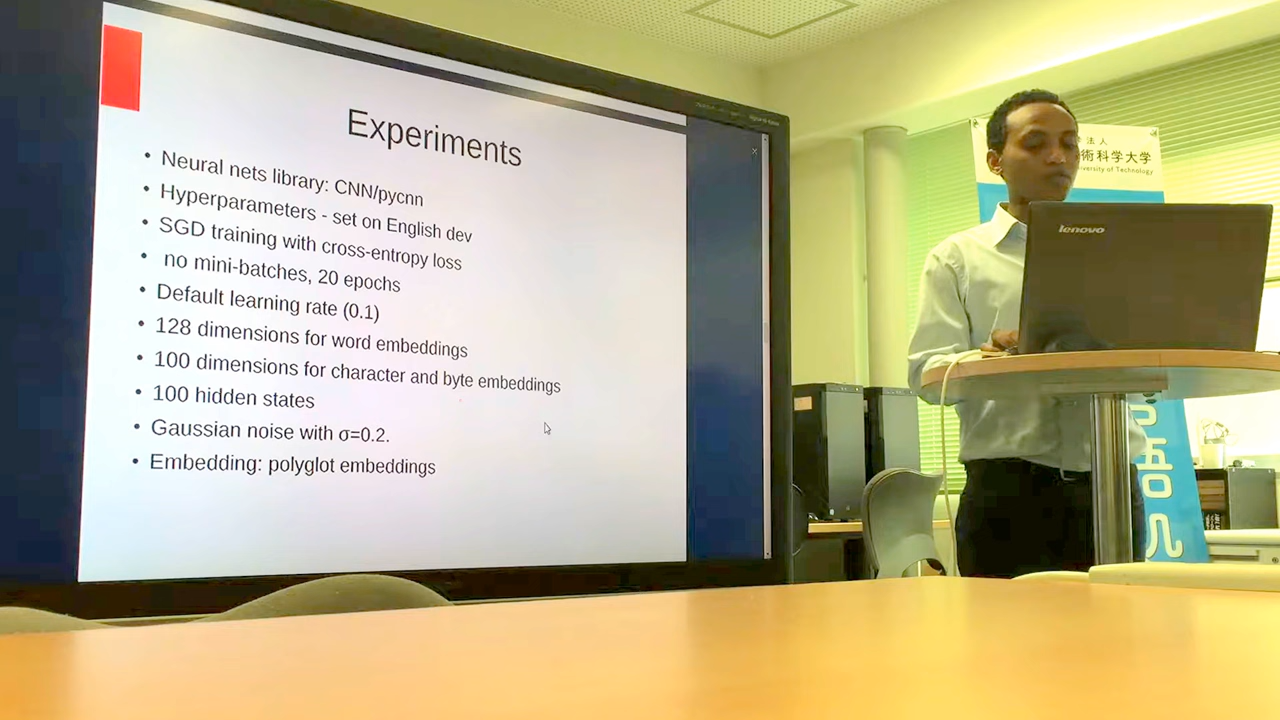 Experiments
• Neural nets library: CNN/pycnn
• Hyperparameters - set on English dev
• SGD training with cross-entropy loss
• no mini-batches, 20 epochs
• Default learning rate (0.1)
• 128 dimensions for word embeddings
• 100 dimensions for character and byte embeddings
• 100 hidden states
• Gaussian noise with σ=0.2.
• Embedding: polyglot embeddings
法人
術科学大学
University of Technology
lenovo